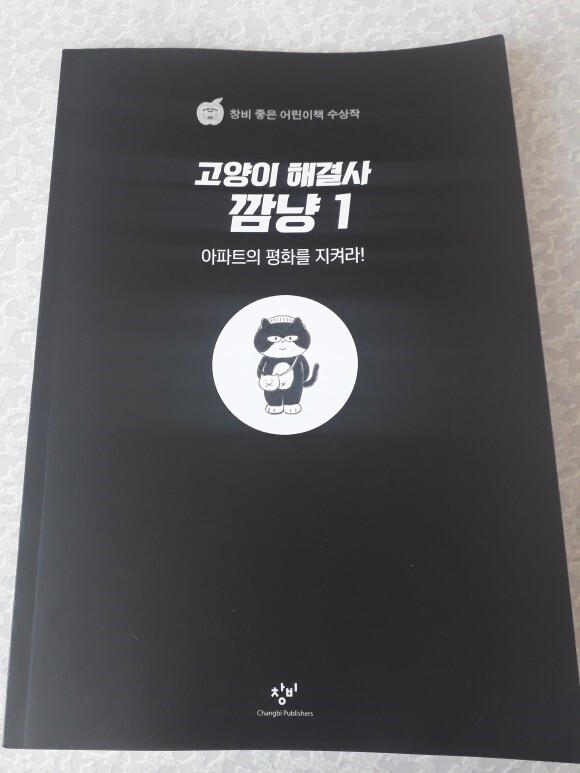 창비 좋은 어린이책 수상작
고양이 해결사
깜냥 1
아파트의 평화를 지켜라!
창비
Changbi Publishers